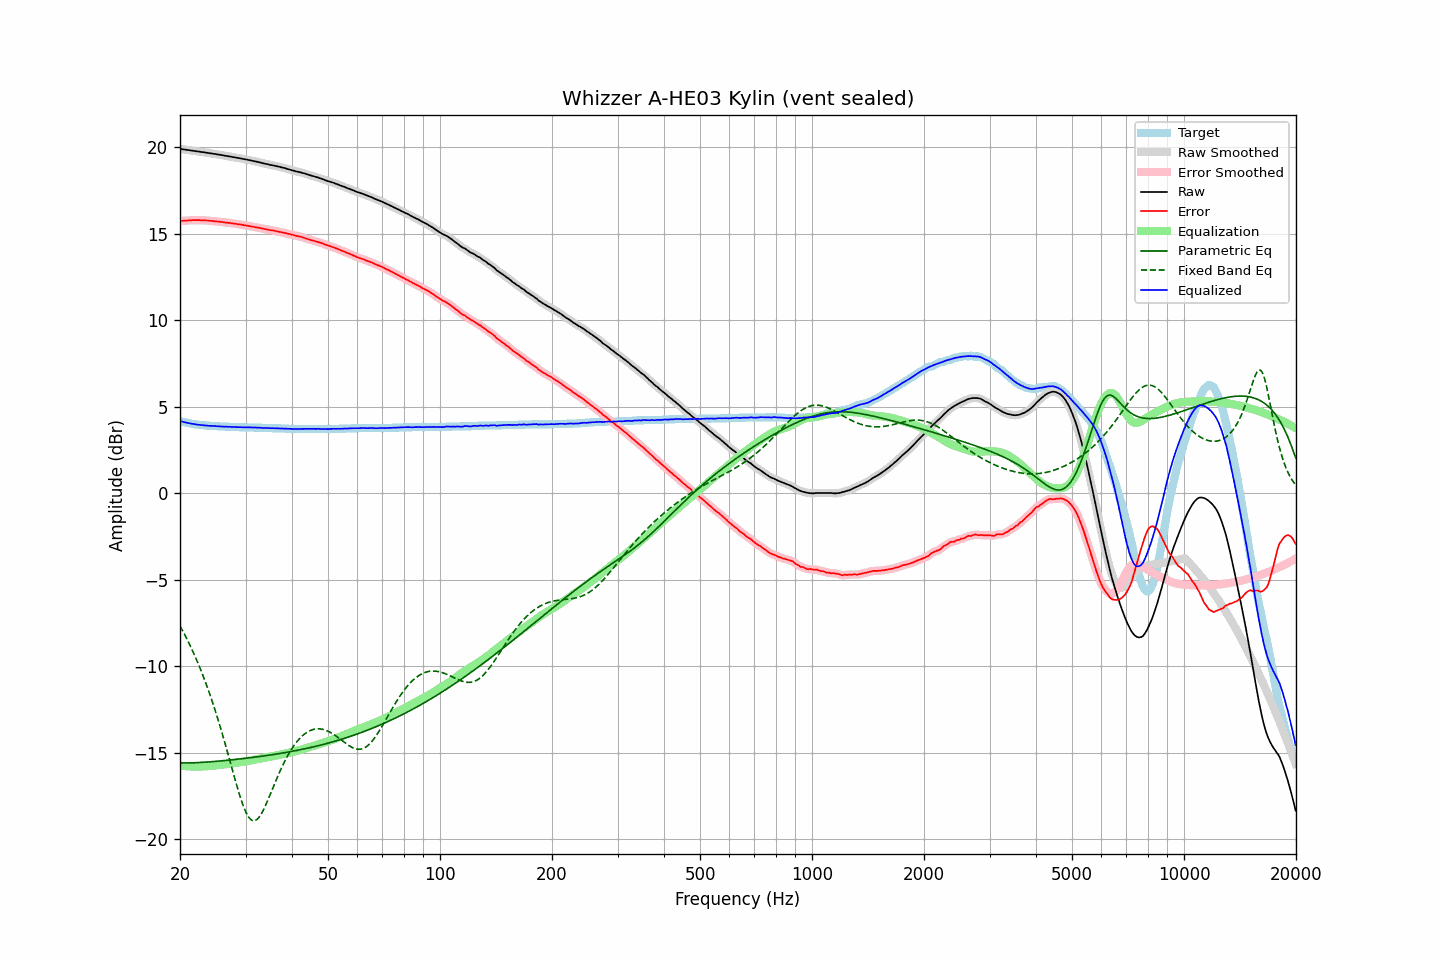 Whizzer A-HE03 Kylin (vent sealed)
Target
Raw Smoothed
Error Smoothed
Raw
Error
Equalization
Parametric Eq
Fixed Band Eq
Equalized
Amplitude (dBr)
20
15
10
5
0
−5
−10
−15
−20
20 50 100 200 500 1000 2000 5000 10000 20000
Frequency (Hz)